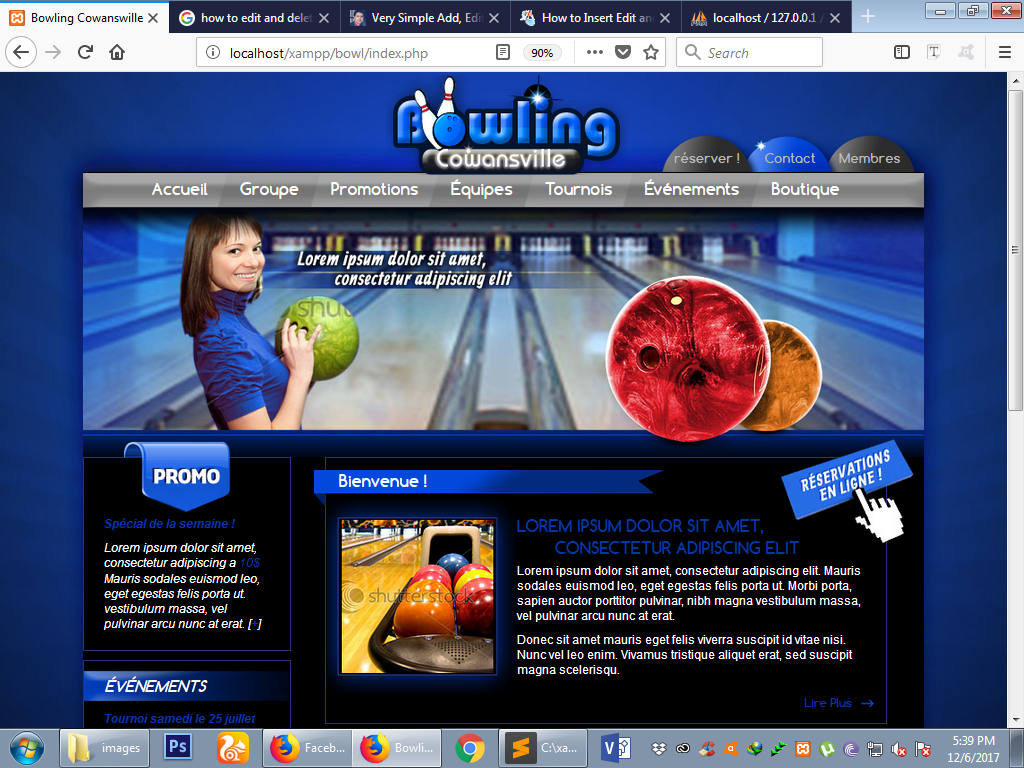 Bowling Cowansville
how to edit and delet
Very Simple Add, Edi
How to Insert Edit an
localhost / 127.0.0.1 /
localhost/xampp/bowl/index.php
90%
Search
Bowling
Cowansville
réserver !
Contact
Membres
Accueil
Groupe
Promotions
Équipes
Tournois
Événements
Boutique
Lorem ipsum dolor sit amet,
consectetur adipiscing elit
shut
PROMO
Spécial de la semaine !
Lorem ipsum dolor sit amet,
consectetur adipiscing a 10$
Mauris sodales euismod leo,
eget egestas felis porta ut.
vestibulum massa, vel
pulvinar arcu nunc at erat. [+]
ÉVÉNEMENTS
Tournoi samedi le 25 juillet
Bienvenue !
RÉSERVATIONS
EN LIGNE !
shutterstock
LOREM IPSUM DOLOR SIT AMET,
CONSECTETUR ADIPISCING ELIT
Lorem ipsum dolor sit amet, consectetur adipiscing elit. Mauris
sodales euismod leo, eget egestas felis porta ut. Morbi porta,
sapien auctor porttitor pulvinar, nibh magna vestibulum massa,
vel pulvinar arcu nunc at erat.
Donec sit amet mauris eget felis viverra suscipit id vitae nisi.
Nunc vel leo enim. Vivamus tristique aliquet erat, sed suscipit
magna scelerisqu.
Lire Plus →
images
Ps
Faceb...
Bowli...
C:\xa...
5:39 PM
12/6/2017